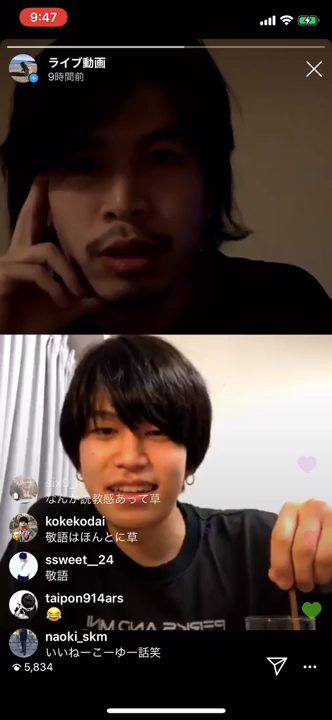 9:47
ライブ動画
9時間前
なんか説教感あって草
kokekodai
敬語はほんとに草
ssweet__24
敬語
taipon914ars
😂
naoki_skm
いいねーこーゆー話笑
5,834